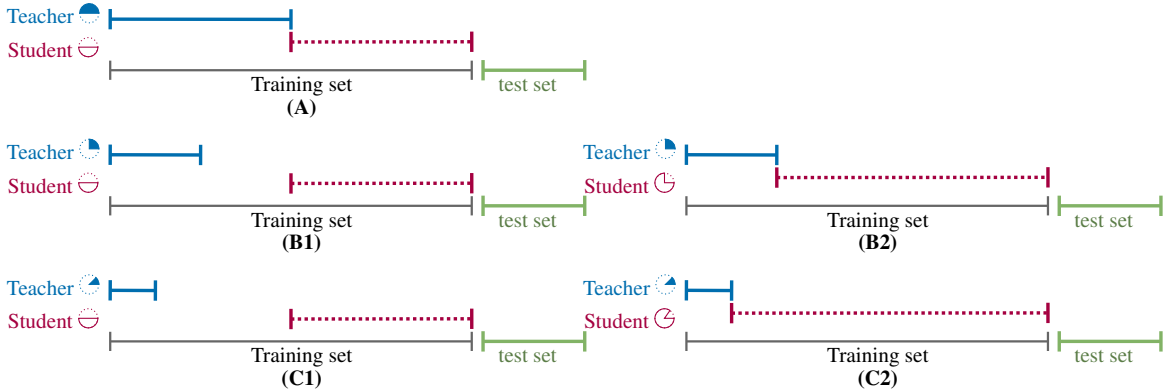 Teacher
Student
Training set
test set
(A)
Teacher
Student
Training set
test set
(B1)
Teacher
Student
Training set
test set
(B2)
Teacher
Student
Training set
test set
(C1)
Teacher
Student
Training set
test set
(C2)